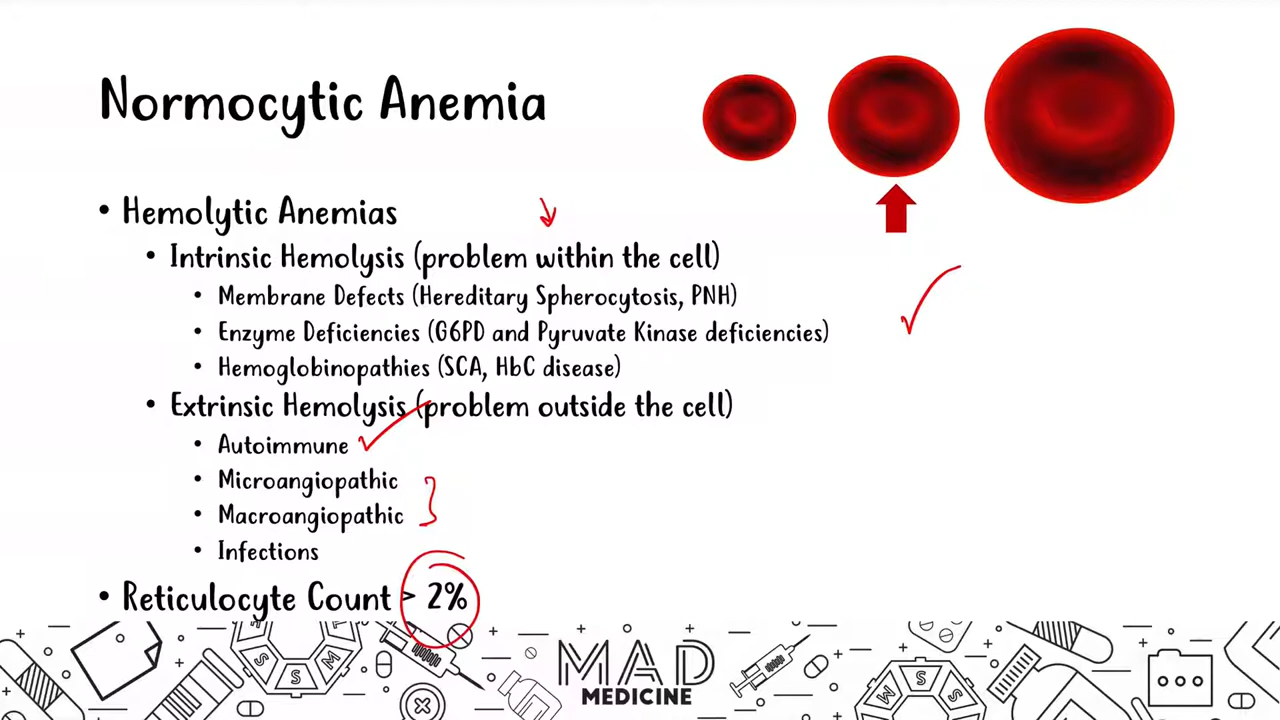 Normocytic Anemia
• Hemolytic Anemias
• Intrinsic Hemolysis (problem within the cell)
• Membrane Defects (Hereditary Spherocytosis, PNH)
• Enzyme Deficiencies (G6PD and Pyruvate Kinase deficiencies)
• Hemoglobinopathies (SCA, HbC disease)
• Extrinsic Hemolysis (problem outside the cell)
• Autoimmune
• Microangiopathic
• Macroangiopathic
• Infections
• Reticulocyte Count > 2%
S S M
M S S
MAD
MEDICINE